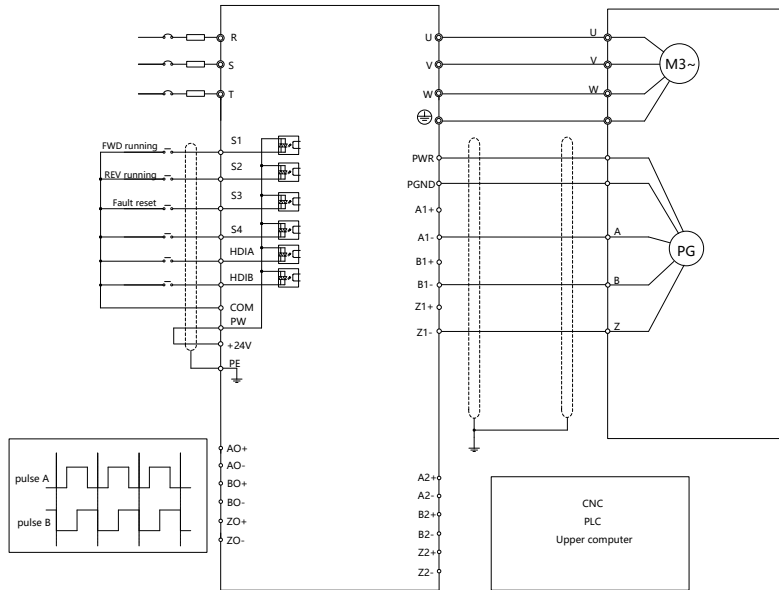 R
S
T
FWD running
REV running
Fault reset
S1
S2
S3
S4
HDIA
HDIB
COM
PW
+24V
PE
AO+
AO-
BO+
BO-
ZO+
ZO-
pulse A
pulse B
U
V
W
PWR
PGND
A1+
A1-
B1+
B1-
Z1+
Z1-
A2+
A2-
B2+
B2-
Z2+
Z2-
U
V
W
M3~
A
B
Z
PG
CNC
PLC
Upper computer